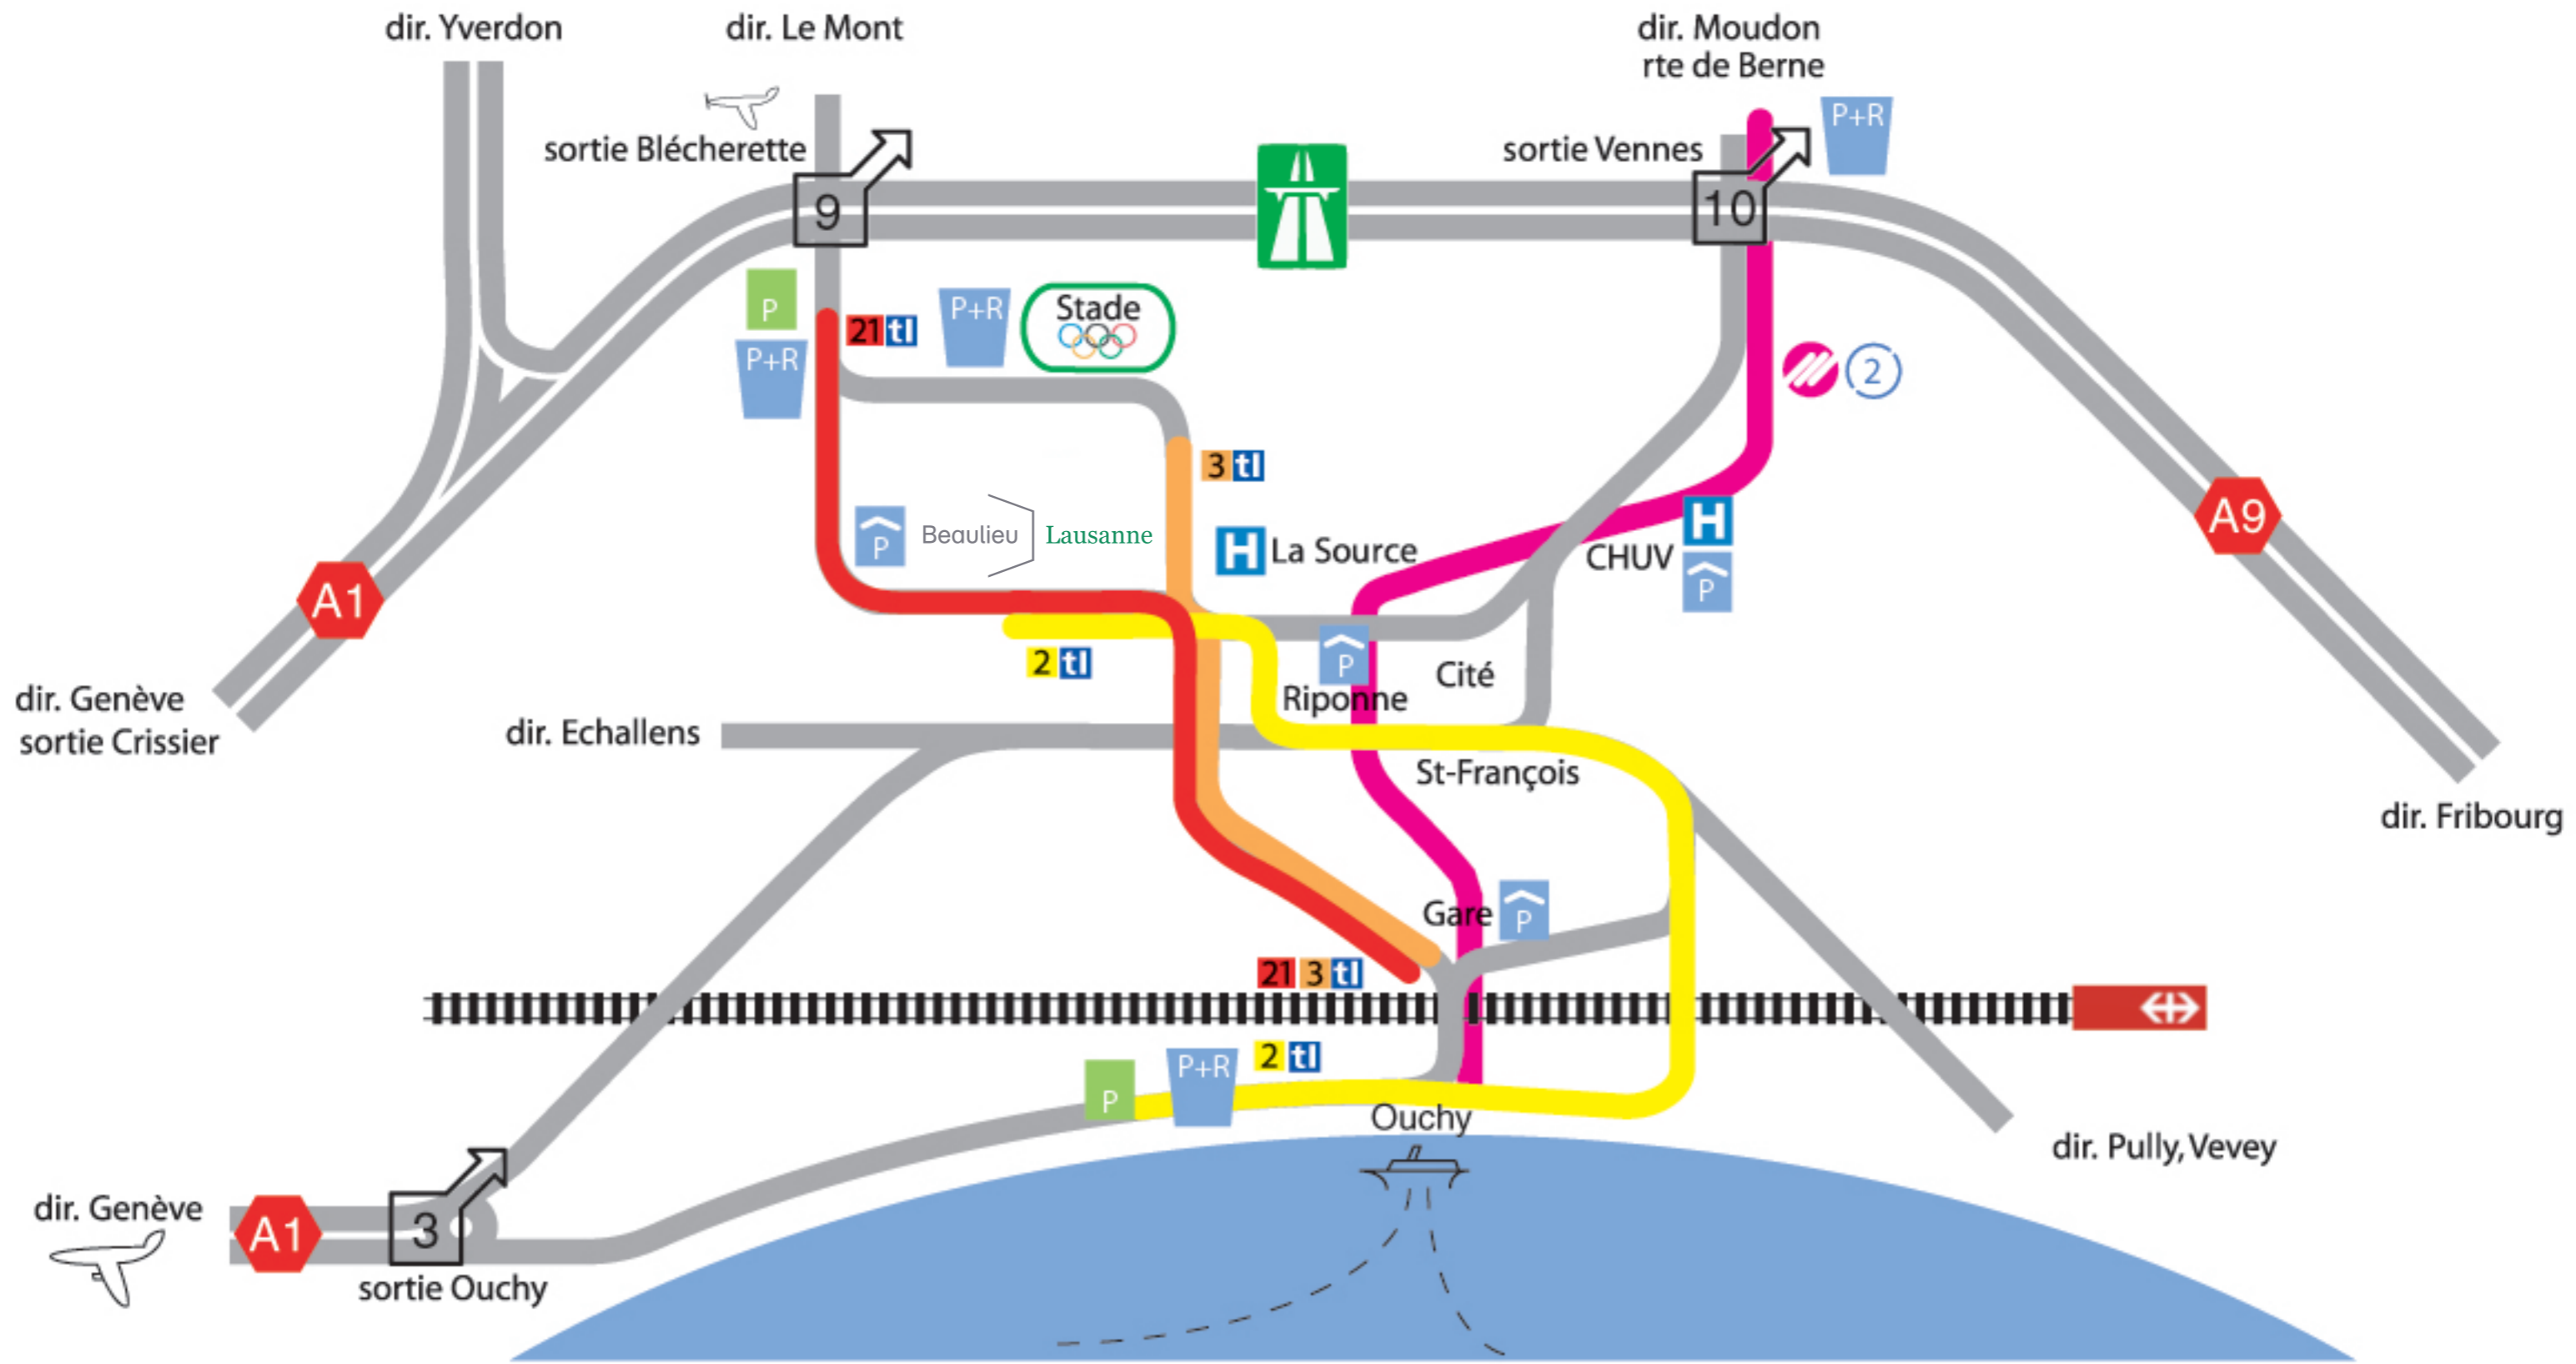 dir. Yverdon
dir. Le Mont
dir. Moudon
rte de Berne
P+R
sortie Blécherette
sortie Vennes
9
10
P
21 tl
P+R
Stade
P+R
2
3 tl
A9
P
Beaulieu Lausanne
H La Source
H
CHUV
P
A1
P
2 tl
Cité
Riponne
dir. Genève
sortie Crissier
dir. Echallens
St-François
dir. Fribourg
Gare
P
21 3 tl
2 tl
P+R
P
Ouchy
dir. Pully, Vevey
dir. Genève
A1
3
sortie Ouchy